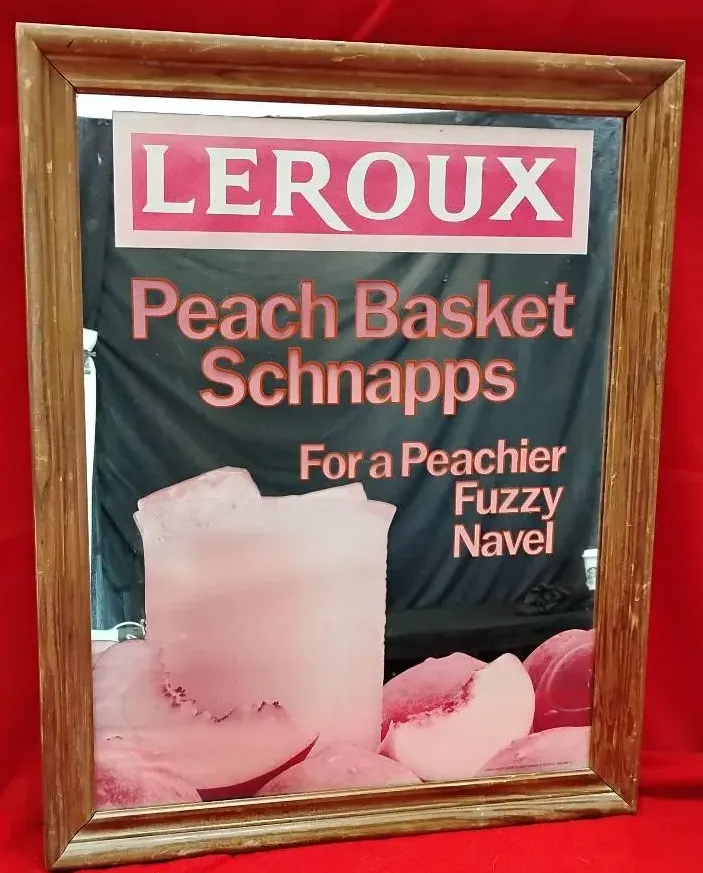 LEROUX
Peach Basket
Schnapps
For a Peachier
Fuzzy
Navel